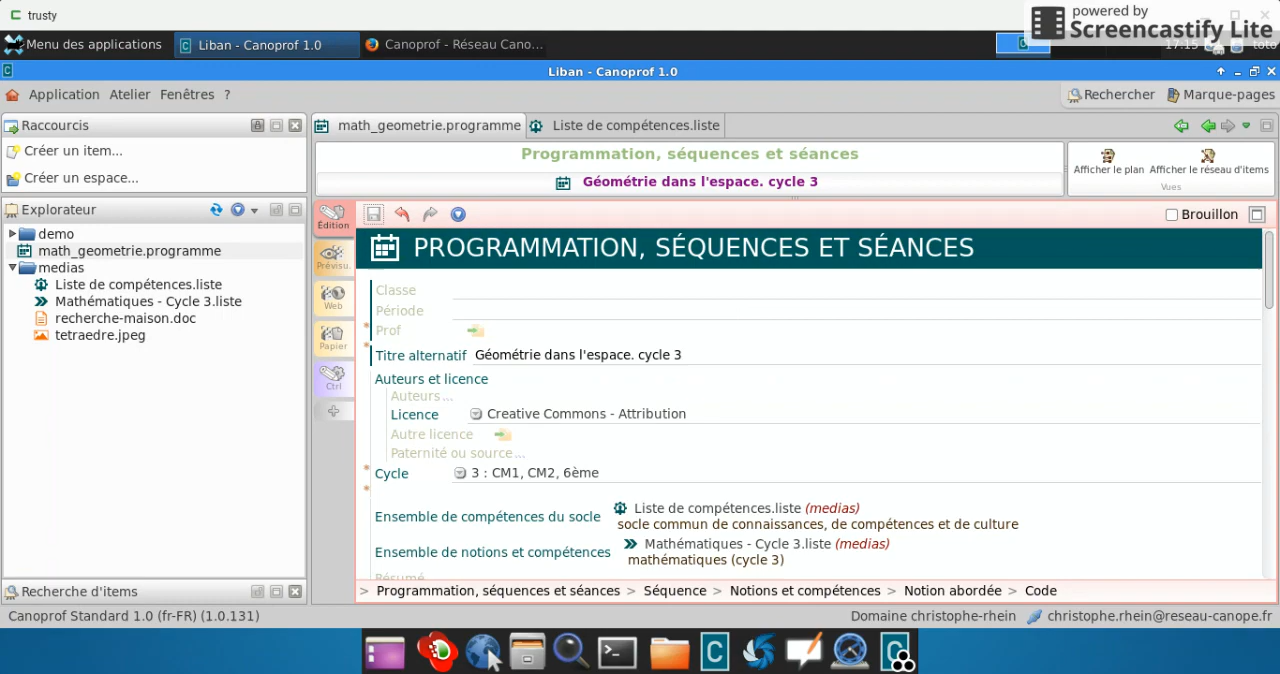 trusty
powered by
Screencastify Lite
Menu des applications
Liban - Canoprof 1.0
Canoprof - Réseau Cano...
17:15
toto
Liban - Canoprof 1.0
Application Atelier Fenêtres ?
Rechercher
Marque-pages
Raccourcis
Créer un item...
Créer un espace...
Explorateur
demo
math_geometrie.programme
medias
Liste de compétences.liste
Mathématiques - Cycle 3.liste
recherche-maison.doc
tetraedre.jpeg
Recherche d'items
math_geometrie.programme
Liste de compétences.liste
Programmation, séquences et séances
Géométrie dans l'espace. cycle 3
Afficher le plan
Afficher le réseau d'items
Vues
Édition
Prévisu.
Web
Papier
Ctrl
Brouillon
PROGRAMMATION, SÉQUENCES ET SÉANCES
Classe
Période
Prof
Titre alternatif Géométrie dans l'espace. cycle 3
Auteurs et licence
Auteurs...
Licence Creative Commons - Attribution
Autre licence
Paternité ou source...
Cycle 3 : CM1, CM2, 6ème
Ensemble de compétences du socle Liste de compétences.liste (medias)
socle commun de connaissances, de compétences et de culture
Ensemble de notions et compétences Mathématiques - Cycle 3.liste (medias)
mathématiques (cycle 3)
Résumé
> Programmation, séquences et séances > Séquence > Notions et compétences > Notion abordée > Code
Canoprof Standard 1.0 (fr-FR) (1.0.131)
Domaine christophe-rhein
christophe.rhein@reseau-canope.fr